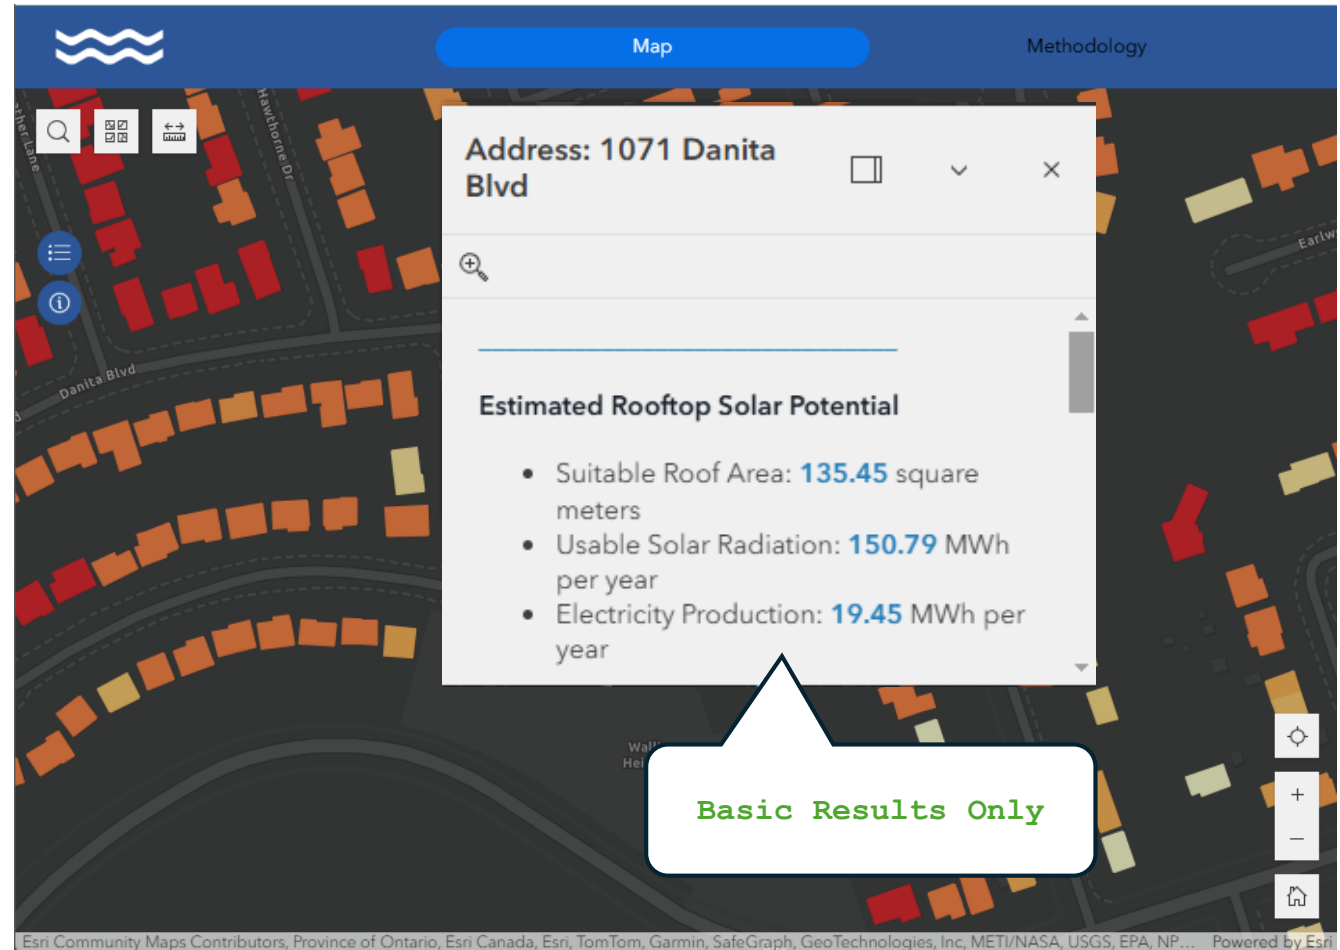 Map
Methodology
Hawthorne Dr
Lane
Address: 1071 Danita
Blvd
Danita Blvd
Estimated Rooftop Solar Potential
• Suitable Roof Area: 135.45 square
meters
• Usable Solar Radiation: 150.79 MWh
per year
• Electricity Production: 19.45 MWh per
year
Basic Results Only
+
−
Esri Community Maps Contributors, Province of Ontario, Esri Canada, Esri, TomTom, Garmin, SafeGraph, GeoTechnologies, Inc, METI/NASA, USGS, EPA, NP... Powered by Esri